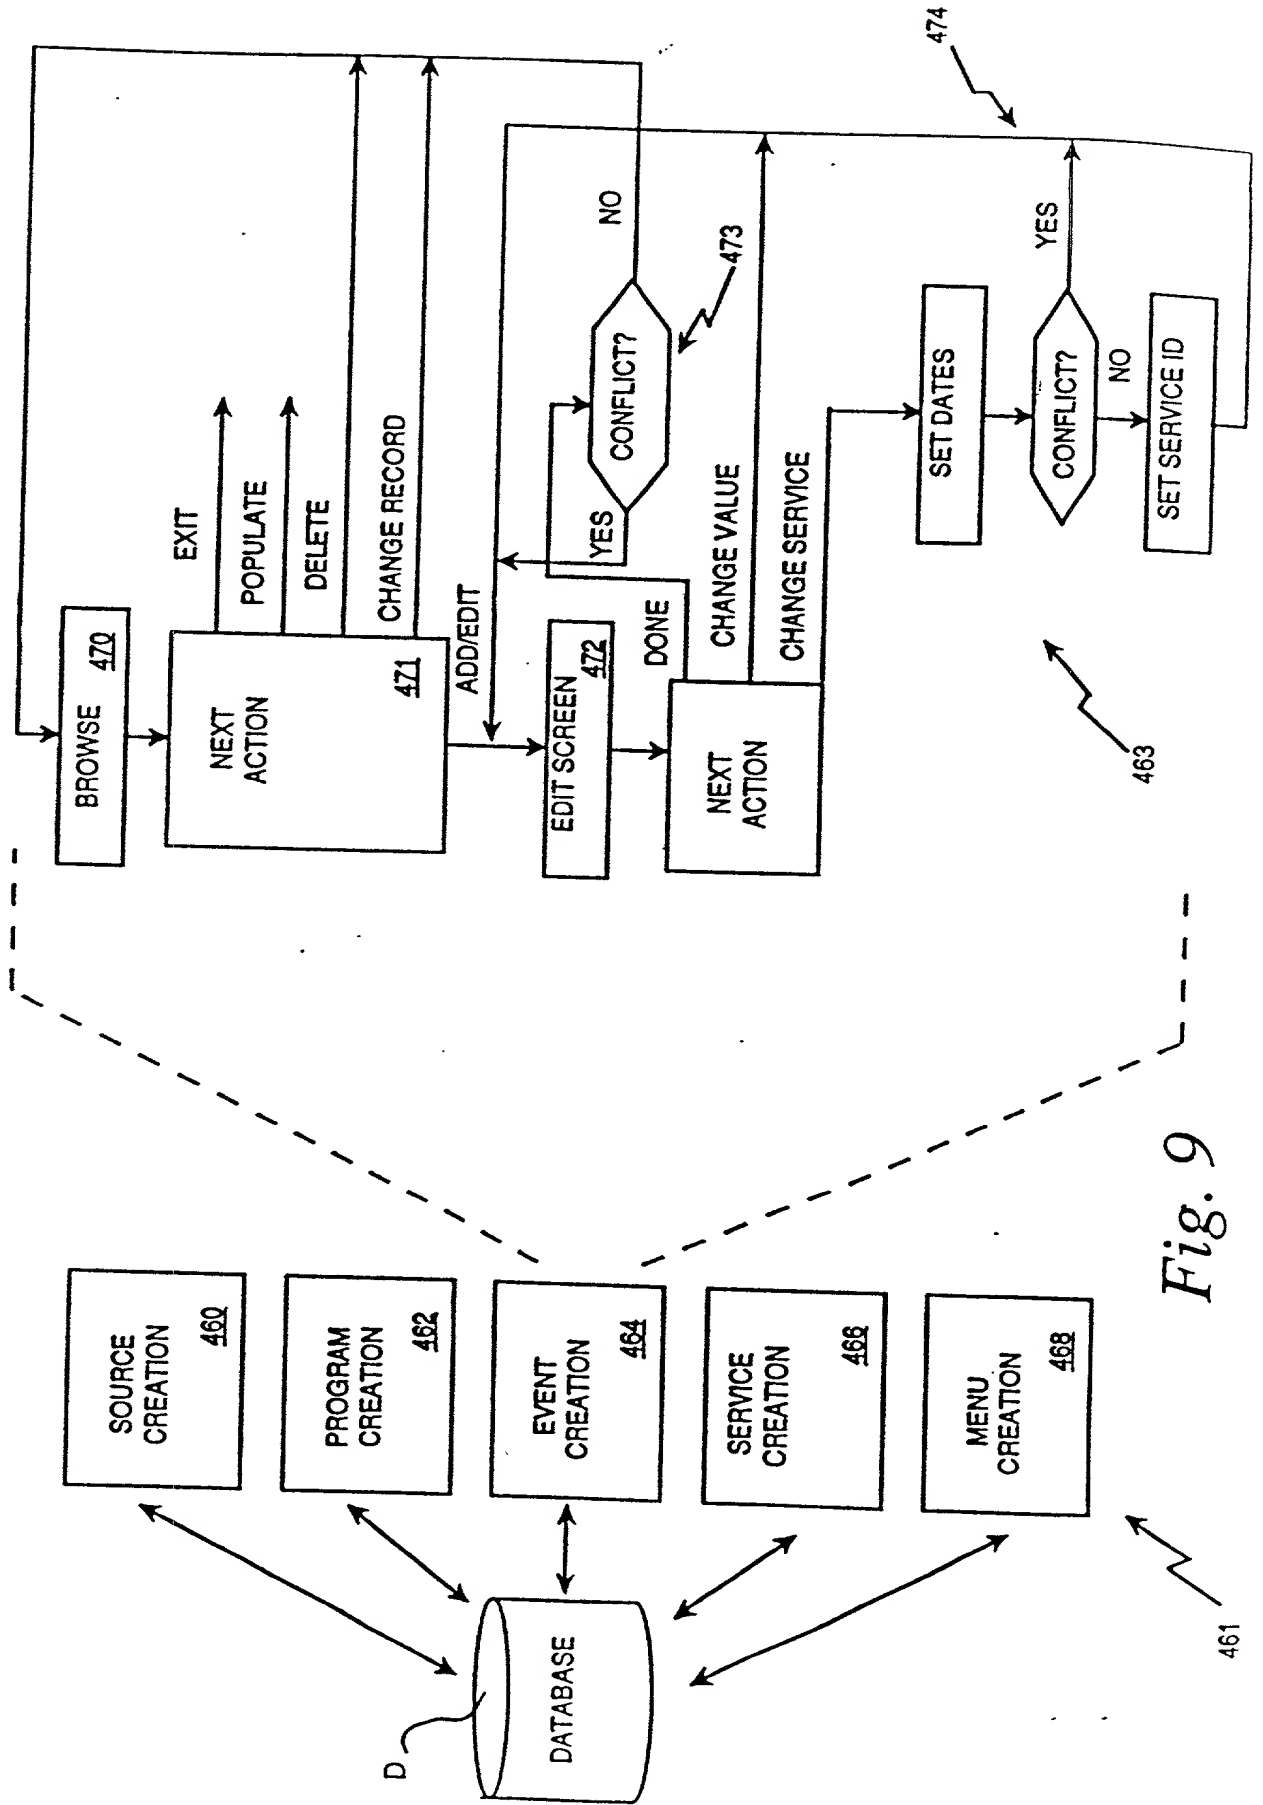 D
DATABASE
SOURCE
CREATION
460
PROGRAM
CREATION
462
EVENT
CREATION
464
SERVICE
CREATION
466
MENU
CREATION
468
461
BROWSE
470
NEXT
ACTION
471
EXIT
POPULATE
DELETE
CHANGE RECORD
ADD/EDIT
EDIT SCREEN
472
NEXT
ACTION
DONE
CHANGE VALUE
CHANGE SERVICE
YES
CONFLICT?
NO
473
SET DATES
CONFLICT?
YES
NO
SET SERVICE ID
474
463
Fig. 9